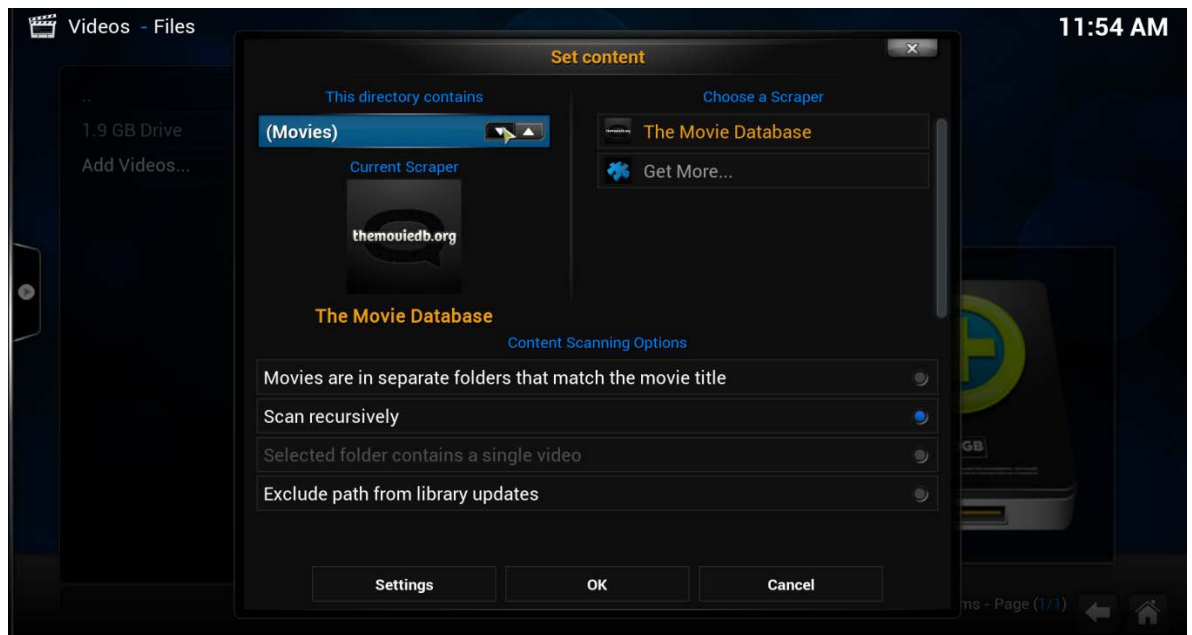 Videos - Files
11:54 AM
Set content
..
1.9 GB Drive
Add Videos...
This directory contains
(Movies)
Current Scraper
themoviedb.org
The Movie Database
Choose a Scraper
The Movie Database
Get More...
Content Scanning Options
Movies are in separate folders that match the movie title
Scan recursively
Selected folder contains a single video
Exclude path from library updates
Settings
OK
Cancel
GB
ms - Page (1/1)